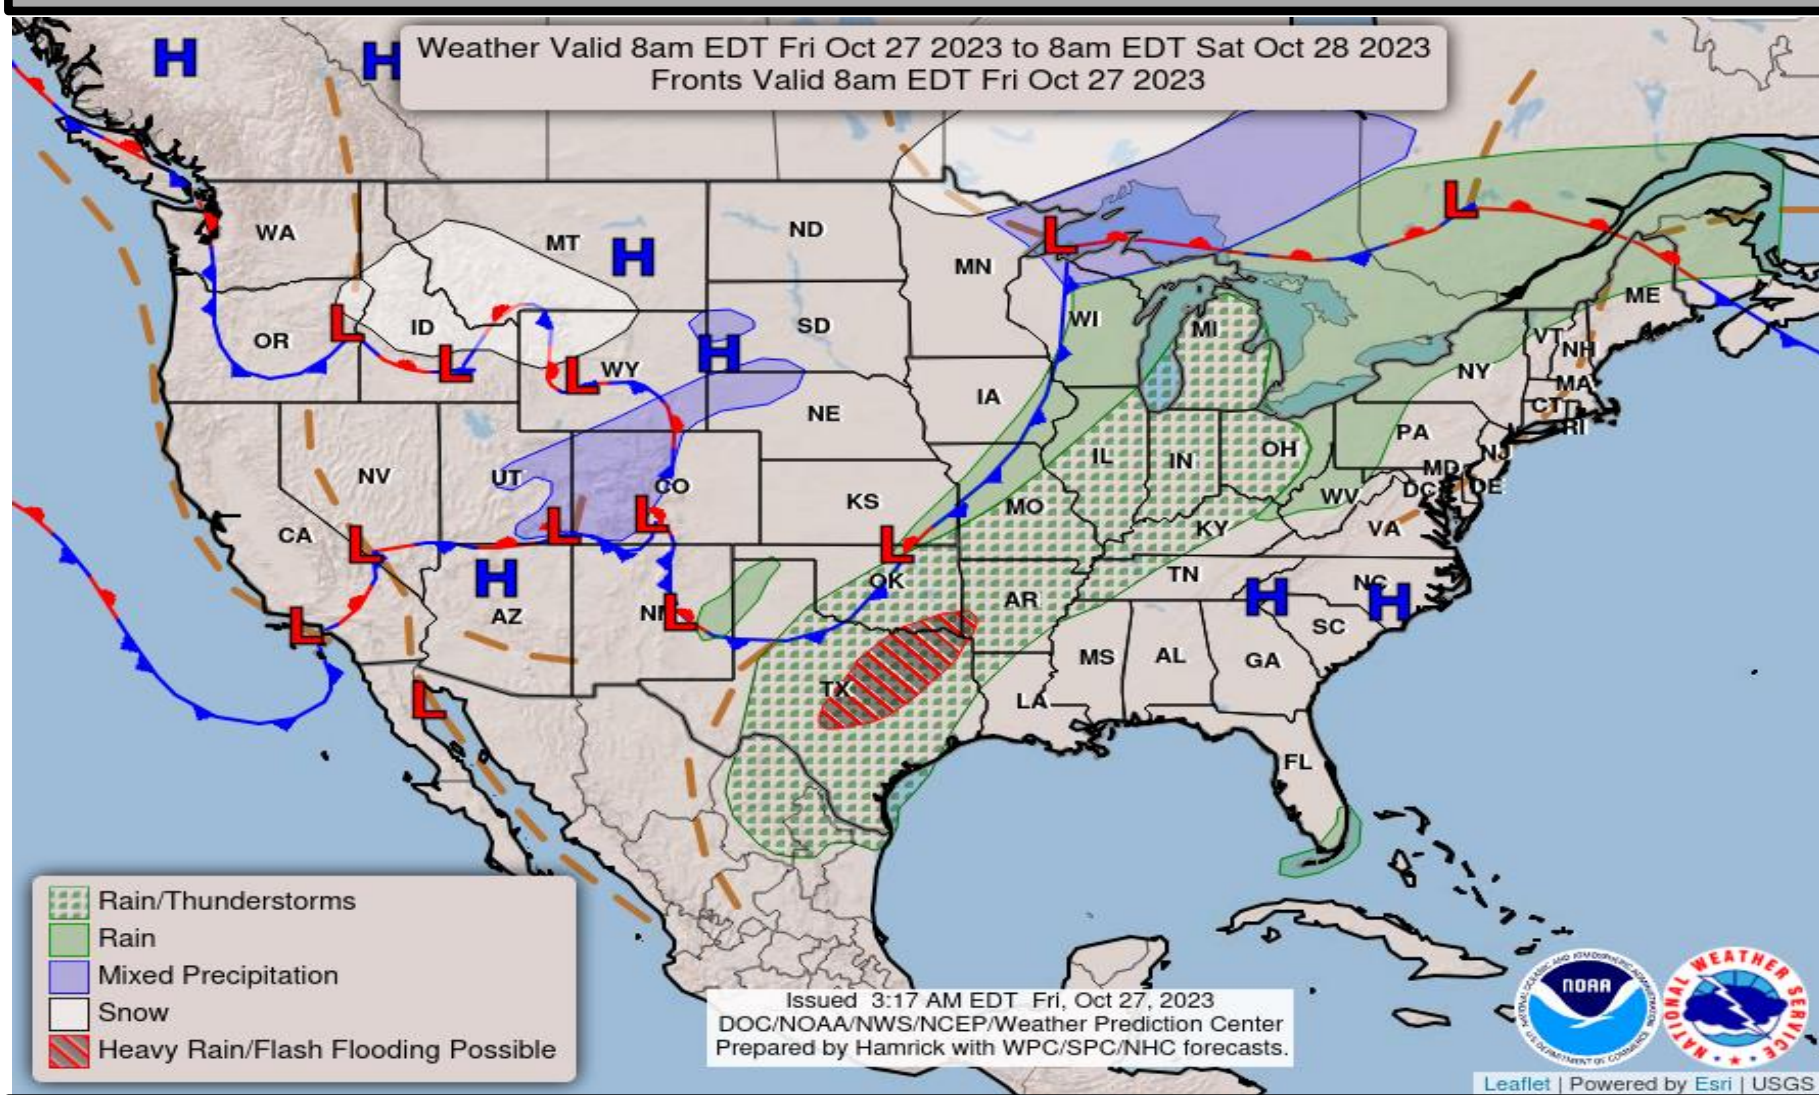 Weather Valid 8am EDT Fri Oct 27 2023 to 8am EDT Sat Oct 28 2023
Fronts Valid 8am EDT Fri Oct 27 2023
H
H
L
L
WA
MT
ND
H
MN
ME
L
ID
OR
WY
L
L
H
SD
WI
MI
VT
NH
NY
MA
CT
RI
IA
NE
PA
OH
NJ
IL
IN
MD
DC
DE
WV
NV
UT
CO
KS
MO
VA
KY
CA
L
L
L
L
H
AZ
NM
L
OK
AR
TN
NC
H
H
SC
L
L
TX
MS
AL
GA
LA
FL
Rain/Thunderstorms
Rain
Mixed Precipitation
Snow
Heavy Rain/Flash Flooding Possible
Issued 3:17 AM EDT Fri, Oct 27, 2023
DOC/NOAA/NWS/NCEP/Weather Prediction Center
Prepared by Hamrick with WPC/SPC/NHC forecasts.
NOAA
NATIONAL WEATHER SERVICE
Leaflet | Powered by Esri | USGS